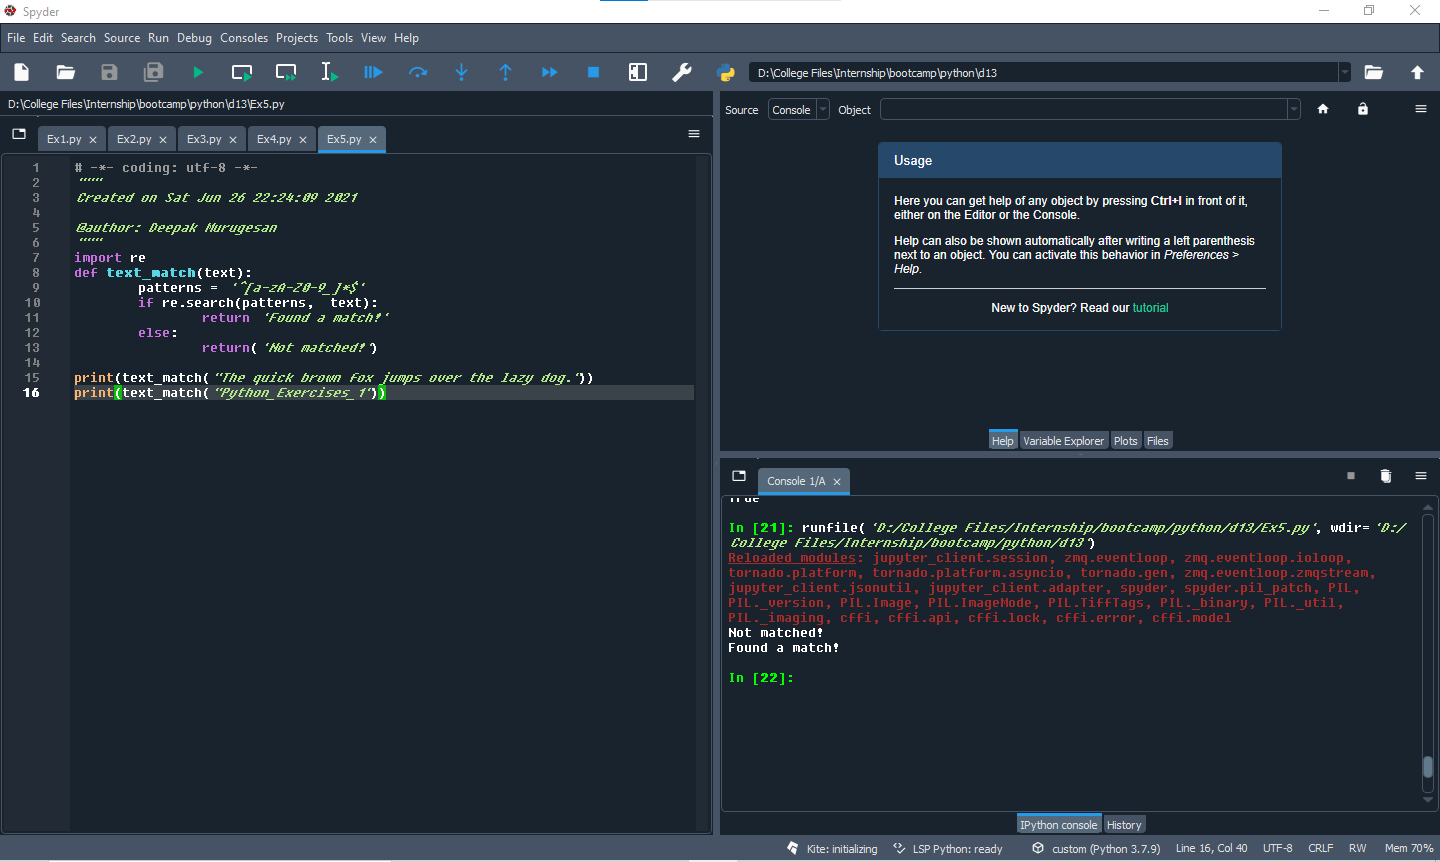 Spyder
File Edit Search Source Run Debug Consoles Projects Tools View Help
D:\College Files\Internship\bootcamp\python\d13
D:\College Files\Internship\bootcamp\python\d13\Ex5.py
Ex1.py Ex2.py Ex3.py Ex4.py Ex5.py
1 # -*- coding: utf-8 -*-
2 """
3 Created on Sat Jun 26 22:24:09 2021
4
5 @author: Deepak Murugesan
6 """
7 import re
8 def text_match(text):
9 patterns = '^[a-zA-Z0-9_]*$'
10 if re.search(patterns,  text):
11 return  'Found a match!'
12 else:
13 return('Not matched!')
14
15 print(text_match("The quick brown fox jumps over the lazy dog."))
16 print(text_match("Python_Exercises_1"))
Source Console Object
Usage
Here you can get help of any object by pressing Ctrl+I in front of it,
either on the Editor or the Console.
Help can also be shown automatically after writing a left parenthesis
next to an object. You can activate this behavior in Preferences >
Help.
New to Spyder? Read our tutorial
Help Variable Explorer Plots Files
Console 1/A
True
In [21]: runfile('D:/College Files/Internship/bootcamp/python/d13/Ex5.py', wdir='D:/
College Files/Internship/bootcamp/python/d13')
Reloaded modules: jupyter_client.session, zmq.eventloop, zmq.eventloop.ioloop,
tornado.platform, tornado.platform.asyncio, tornado.gen, zmq.eventloop.zmqstream,
jupyter_client.jsonutil, jupyter_client.adapter, spyder, spyder.pil_patch, PIL,
PIL._version, PIL.Image, PIL.ImageMode, PIL.TiffTags, PIL._binary, PIL._util,
PIL._imaging, cffi, cffi.api, cffi.lock, cffi.error, cffi.model
Not matched!
Found a match!
In [22]:
IPython console History
Kite: initializing LSP Python: ready custom (Python 3.7.9) Line 16, Col 40 UTF-8 CRLF RW Mem 70%